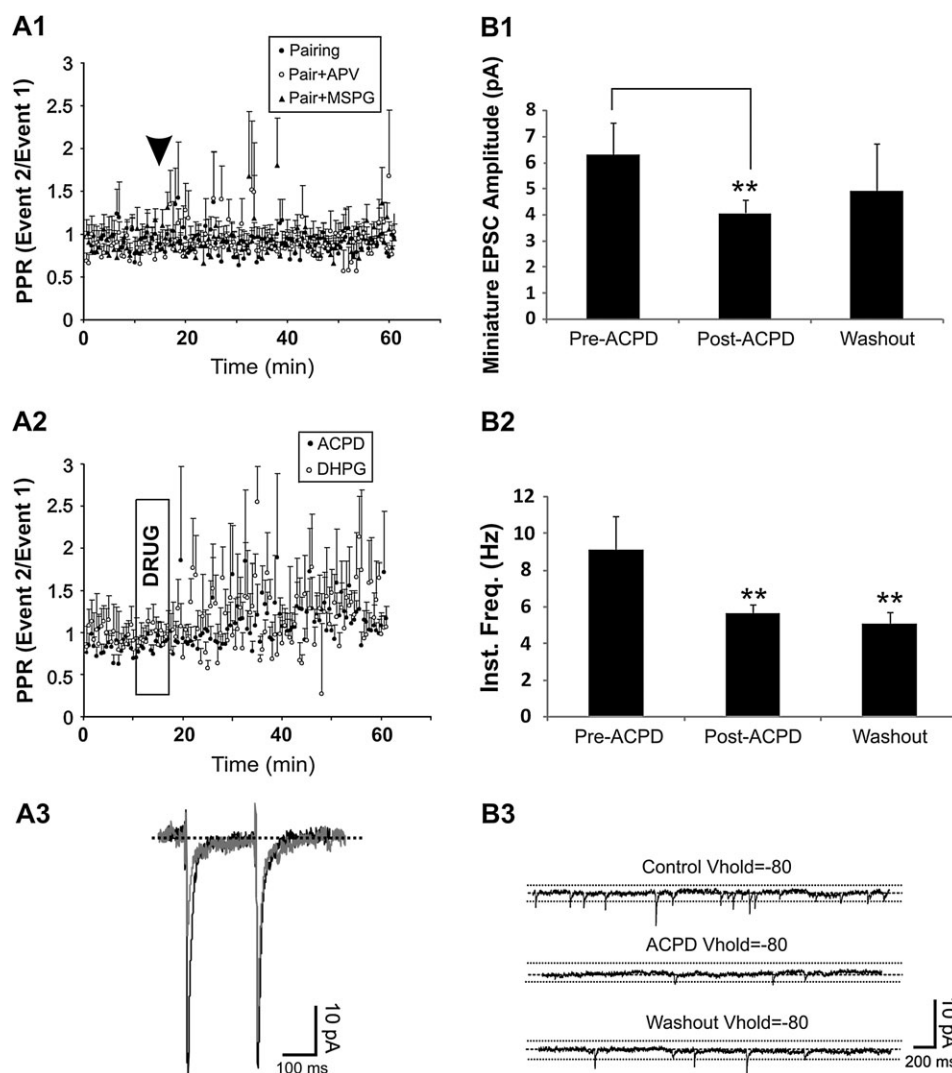 A1
PPR (Event 2/Event 1)
3
2.5
2
1.5
1
0.5
0
Pairing
Pair+APV
Pair+MSPG
0
20
40
60
Time (min)
B1
Miniature EPSC Amplitude (pA)
8
7
6
5
4
3
2
1
0
**
Pre-ACPD
Post-ACPD
Washout
A2
PPR (Event 2/Event 1)
3
2.5
2
1.5
1
0.5
0
ACPD
DHPG
DRUG
0
20
40
60
Time (min)
B2
Inst. Freq. (Hz)
12
10
8
6
4
2
0
**
**
Pre-ACPD
Post-ACPD
Washout
A3
10 pA
100 ms
B3
Control Vhold=-80
ACPD Vhold=-80
Washout Vhold=-80
10 pA
200 ms